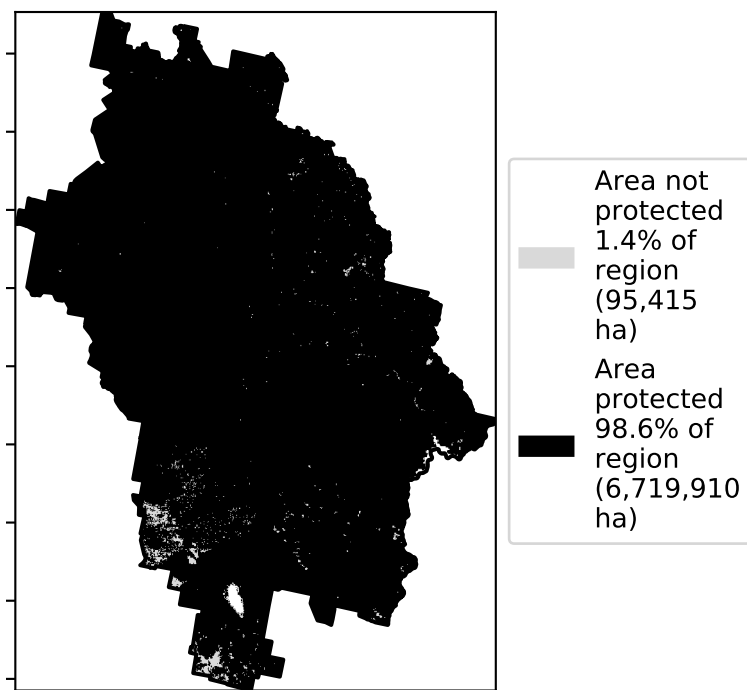 Area not
protected
1.4% of
region
(95,415
ha)
Area
protected
98.6% of
region
(6,719,910
ha)